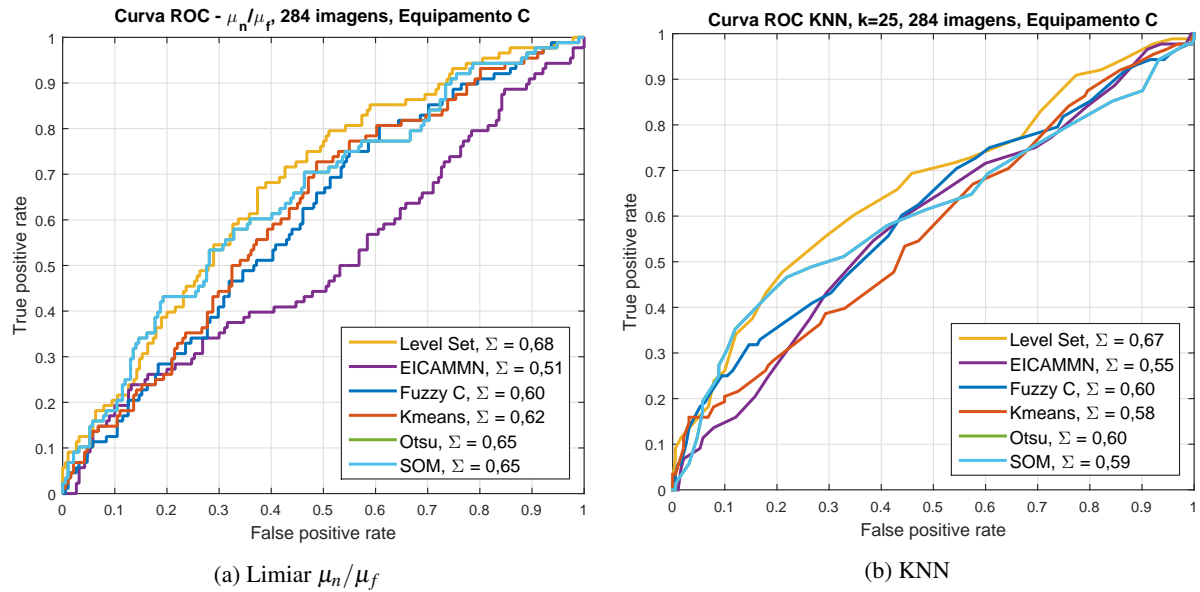 Curva ROC - μn/μf, 284 imagens, Equipamento C
True positive rate
1
0.9
0.8
0.7
0.6
0.5
0.4
0.3
0.2
0.1
0
Level Set, Σ = 0,68
EICAMMN, Σ = 0,51
Fuzzy C, Σ = 0,60
Kmeans, Σ = 0,62
Otsu, Σ = 0,65
SOM, Σ = 0,65
0 0.1 0.2 0.3 0.4 0.5 0.6 0.7 0.8 0.9 1
False positive rate
(a) Limiar μn/μf
Curva ROC KNN, k=25, 284 imagens, Equipamento C
True positive rate
1
0.9
0.8
0.7
0.6
0.5
0.4
0.3
0.2
0.1
0
Level Set, Σ = 0,67
EICAMMN, Σ = 0,55
Fuzzy C, Σ = 0,60
Kmeans, Σ = 0,58
Otsu, Σ = 0,60
SOM, Σ = 0,59
0 0.1 0.2 0.3 0.4 0.5 0.6 0.7 0.8 0.9 1
False positive rate
(b) KNN